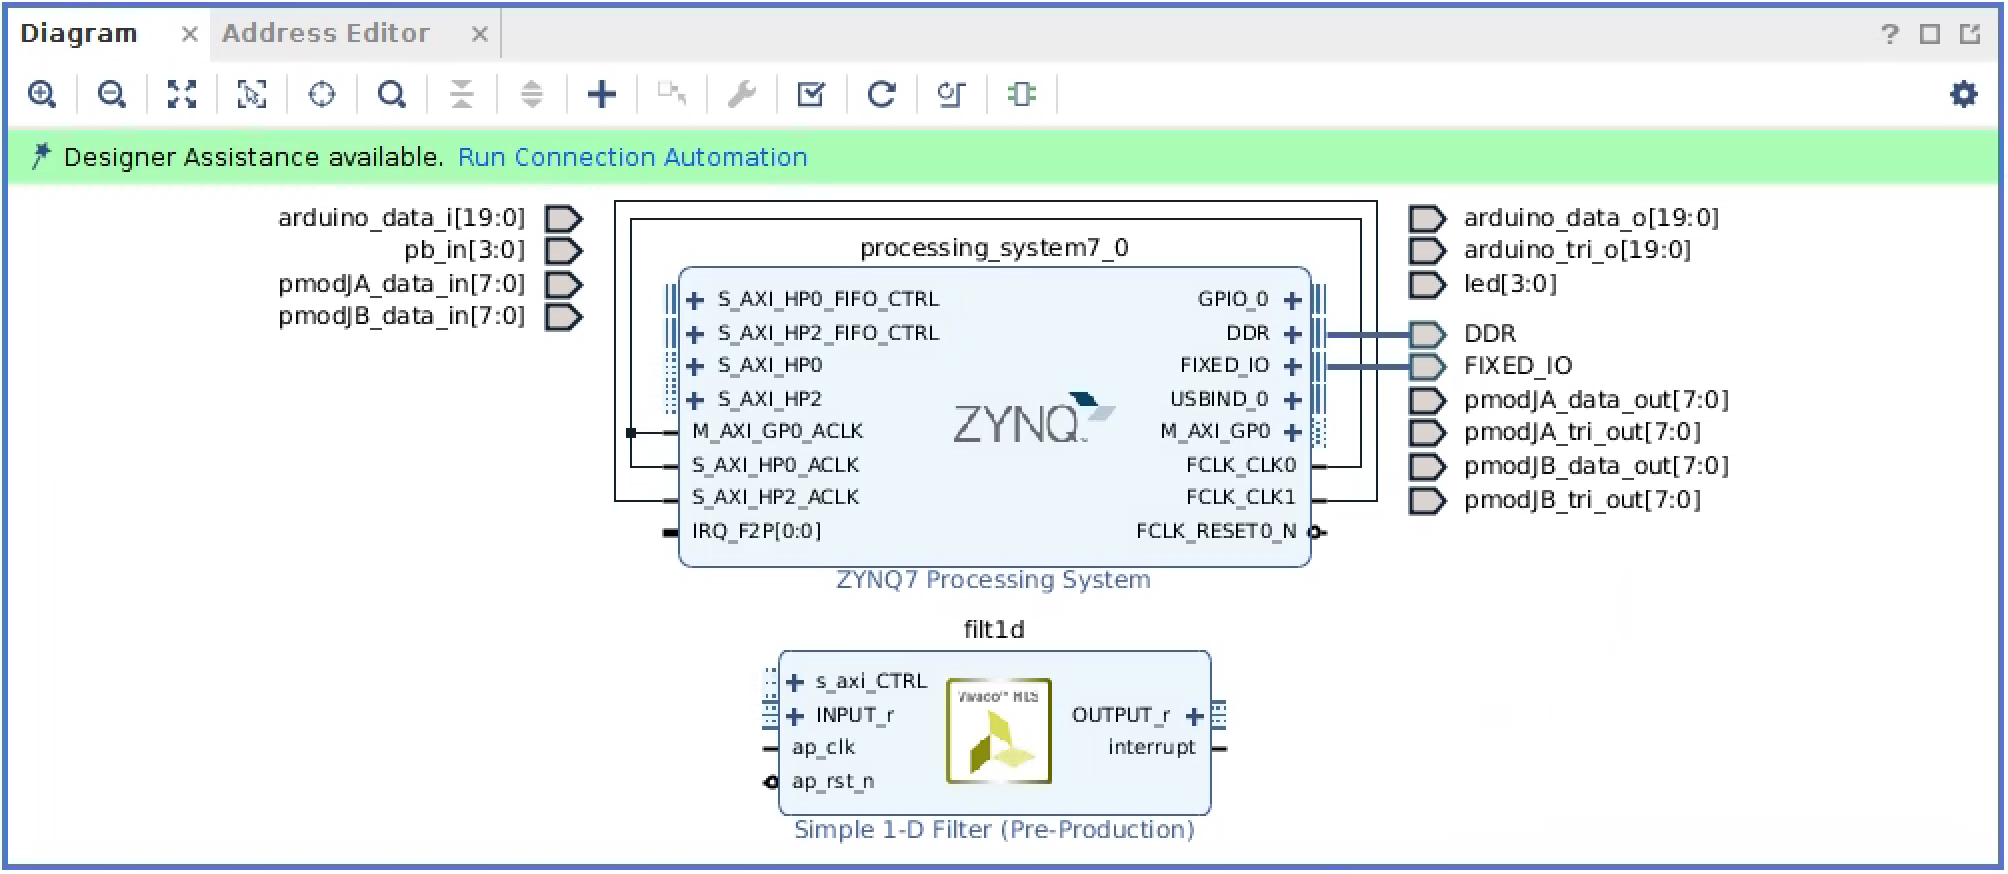 Diagram
Address Editor
Designer Assistance available. Run Connection Automation
arduino_data_i[19:0]
pb_in[3:0]
pmodJA_data_in[7:0]
pmodJB_data_in[7:0]
processing_system7_0
S_AXI_HP0_FIFO_CTRL
S_AXI_HP2_FIFO_CTRL
S_AXI_HP0
S_AXI_HP2
M_AXI_GP0_ACLK
S_AXI_HP0_ACLK
S_AXI_HP2_ACLK
IRQ_F2P[0:0]
ZYNQ
GPIO_0
DDR
FIXED_IO
USBIND_0
M_AXI_GP0
FCLK_CLK0
FCLK_CLK1
FCLK_RESET0_N
ZYNQ7 Processing System
arduino_data_o[19:0]
arduino_tri_o[19:0]
led[3:0]
DDR
FIXED_IO
pmodJA_data_out[7:0]
pmodJA_tri_out[7:0]
pmodJB_data_out[7:0]
pmodJB_tri_out[7:0]
filt1d
s_axi_CTRL
INPUT_r
ap_clk
ap_rst_n
Vivado™ HLS
OUTPUT_r
interrupt
Simple 1-D Filter (Pre-Production)